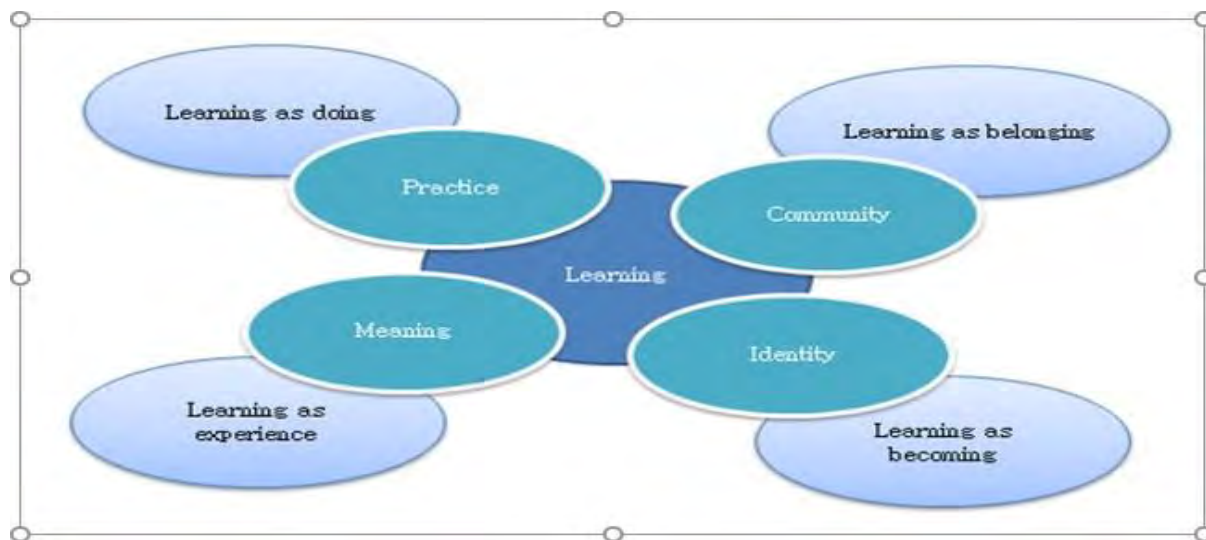 Learning as doing
Learning as belonging
Practice
Community
Learning
Meaning
Identity
Learning as
experience
Learning as
becoming